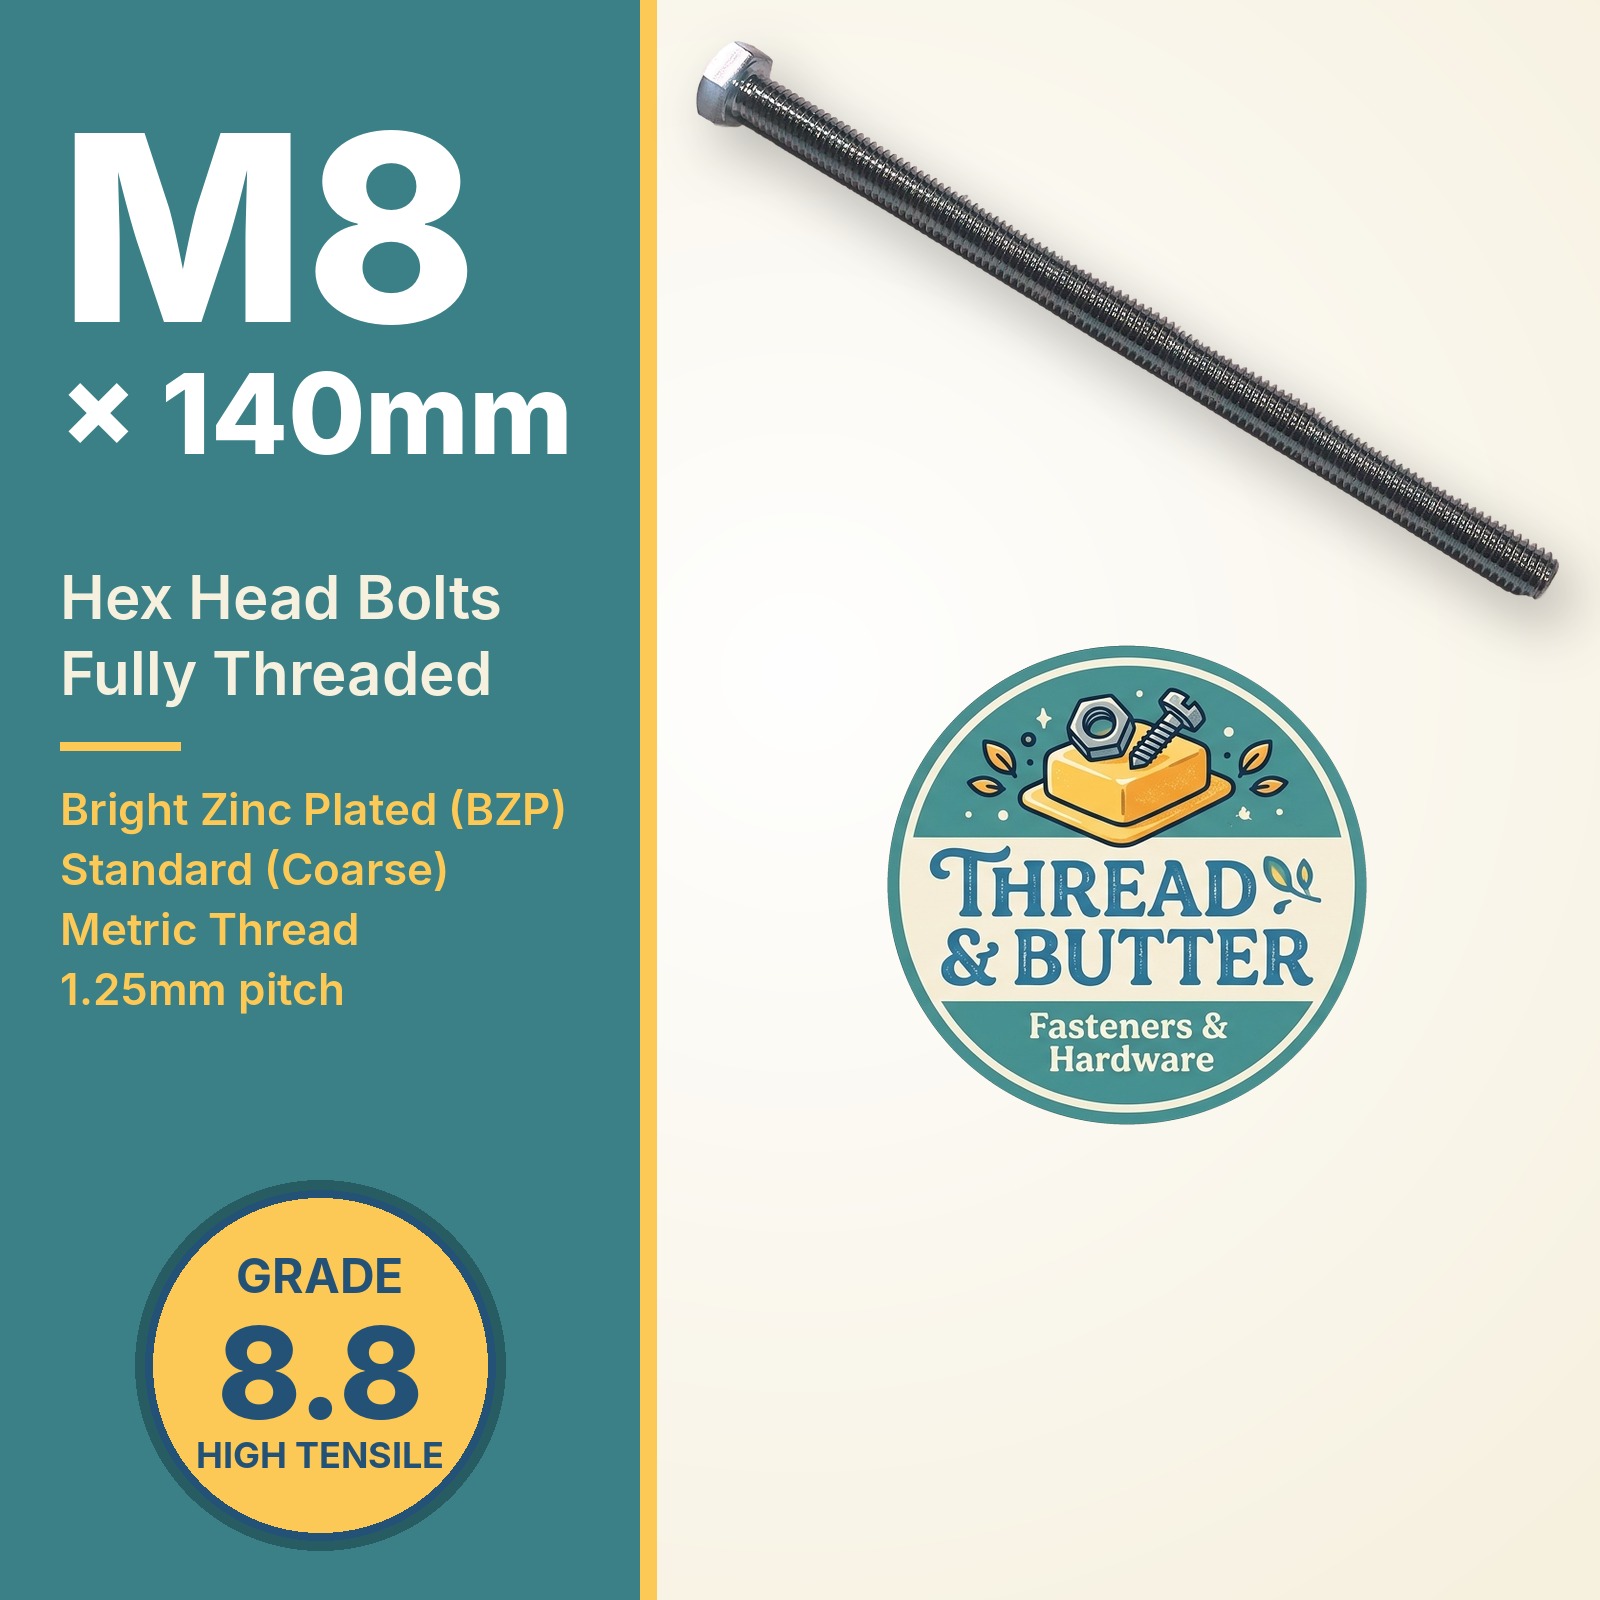 M8
× 140mm
Hex Head Bolts
Fully Threaded
Bright Zinc Plated (BZP)
Standard (Coarse)
Metric Thread
1.25mm pitch
GRADE
8.8
HIGH TENSILE
THREAD
& BUTTER
Fasteners &
Hardware